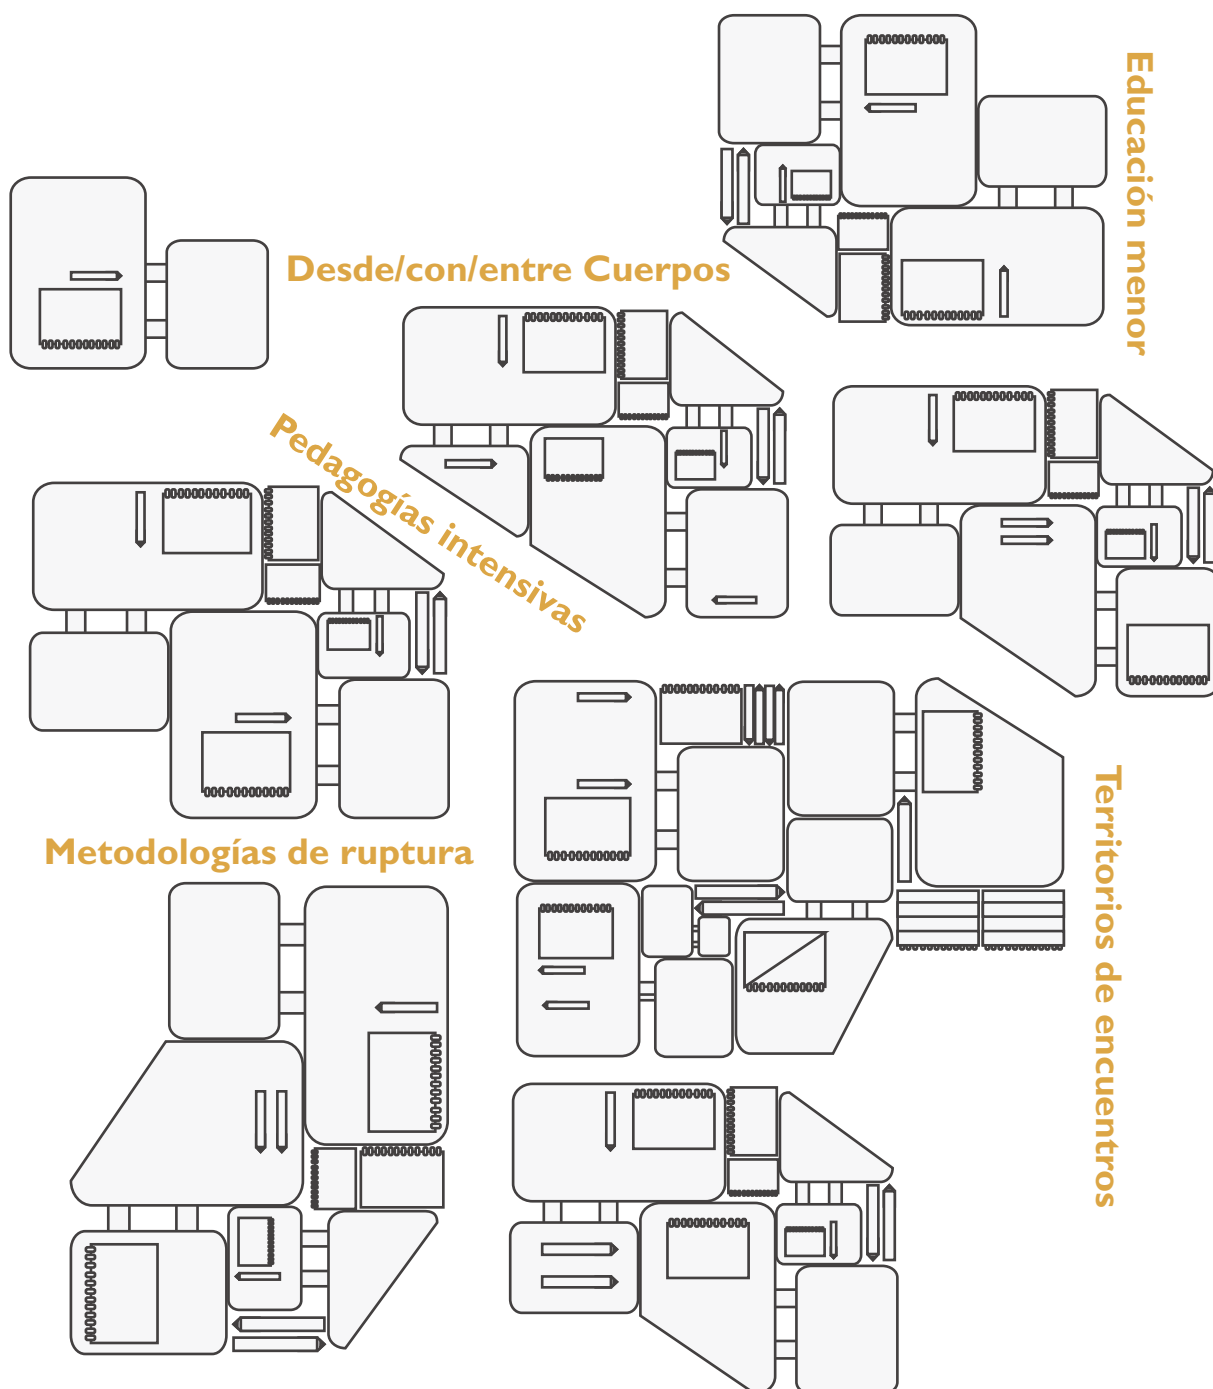 Educación menor
Desde/con/entre Cuerpos
Pedagogías intensivas
Metodologías de ruptura
Territorios de encuentros